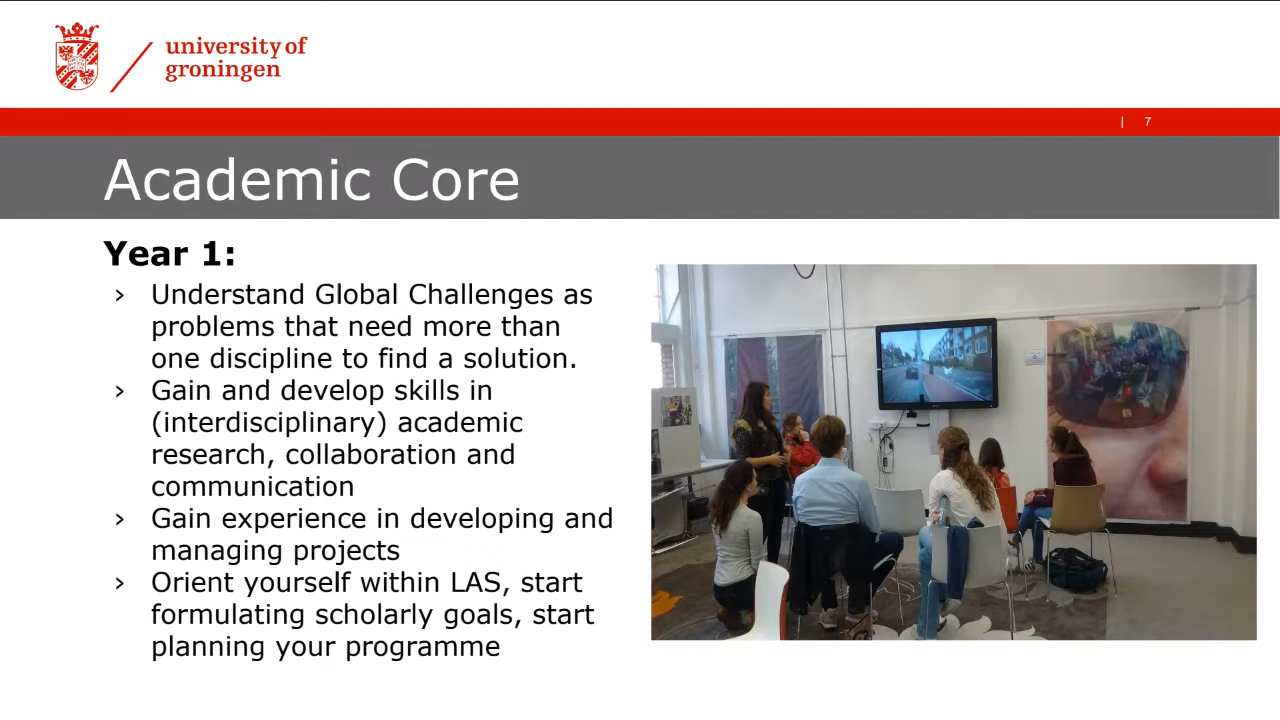 university of
groningen
| 7
Academic Core
Year 1:
› Understand Global Challenges as
problems that need more than
one discipline to find a solution.
› Gain and develop skills in
(interdisciplinary) academic
research, collaboration and
communication
› Gain experience in developing and
managing projects
› Orient yourself within LAS, start
formulating scholarly goals, start
planning your programme